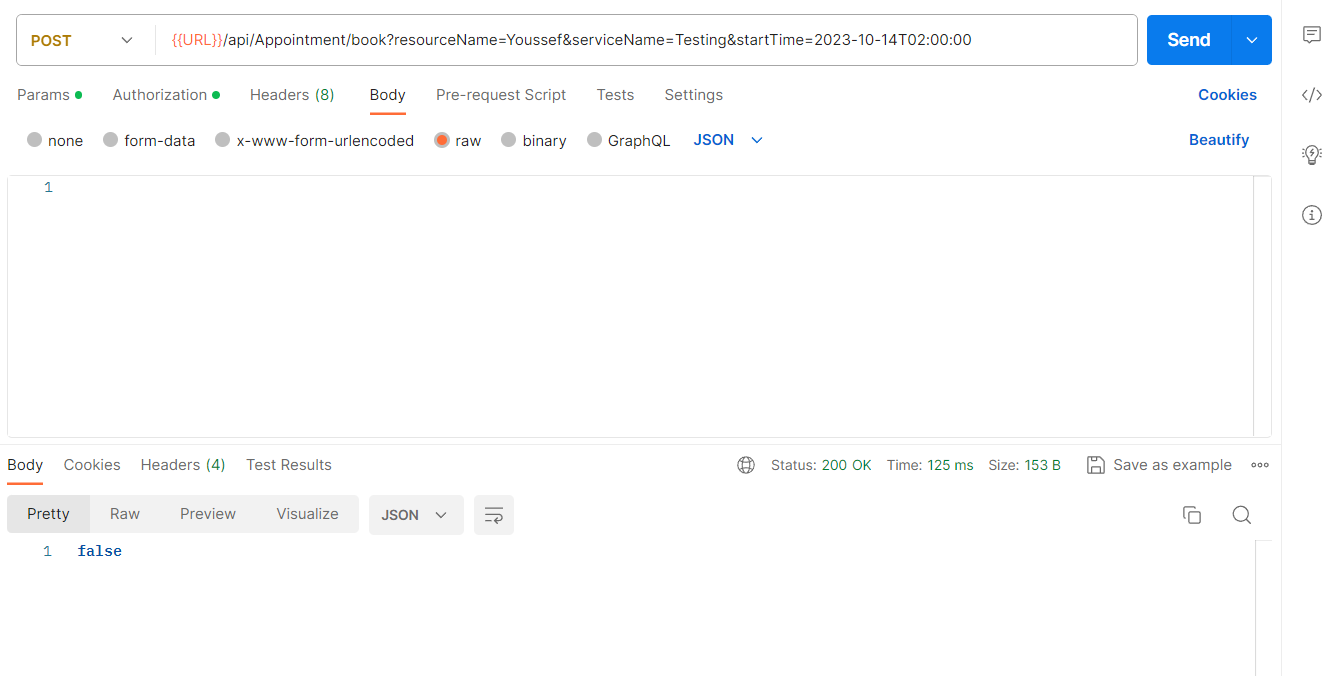 POST {{URL}}/api/Appointment/book?resourceName=Youssef&serviceName=Testing&startTime=2023-10-14T02:00:00 Send
Params Authorization Headers (8) Body Pre-request Script Tests Settings Cookies
none form-data x-www-form-urlencoded raw binary GraphQL JSON Beautify
1
Body Cookies Headers (4) Test Results Status: 200 OK Time: 125 ms Size: 153 B Save as example
Pretty Raw Preview Visualize JSON
1 false